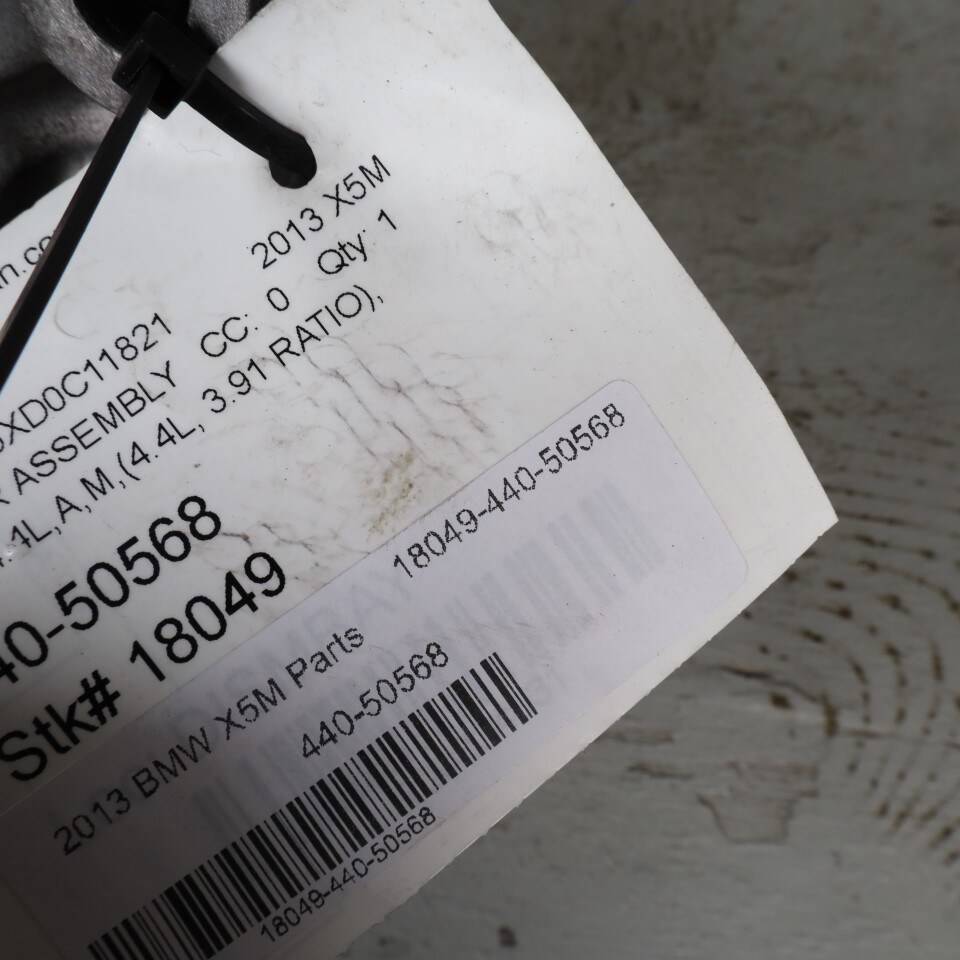 2013 X5M
XD0C11821
ASSEMBLY CC: 0 Qty: 1
4L,A,M,(4.4L, 3.91 RATIO),
40-50568
Stk# 18049
18049-440-50568
2013 BMW X5M Parts
440-50568
18049-440-50568